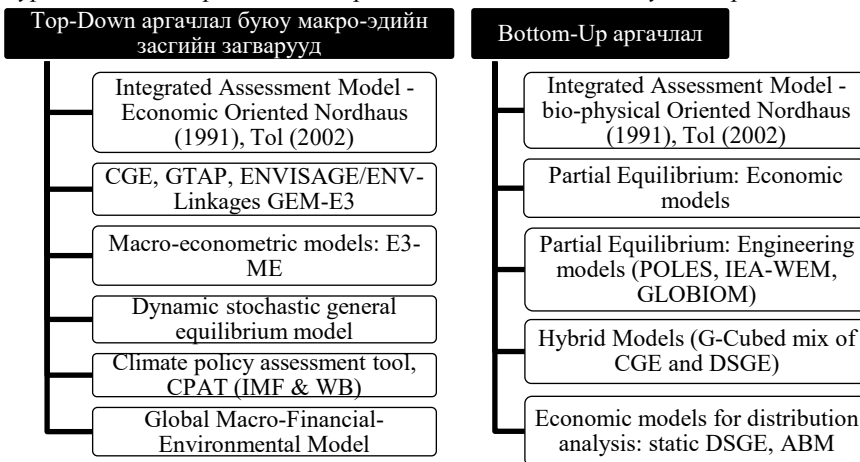 Top-Down аргачлал буюу макро-эдийн
засгийн загварууд
Integrated Assessment Model -
Economic Oriented Nordhaus
(1991), Tol (2002)
CGE, GTAP, ENVISAGE/ENV-
Linkages GEM-E3
Macro-econometric models: E3-
ME
Dynamic stochastic general
equilibrium model
Climate policy assessment tool,
CPAT (IMF & WB)
Global Macro-Financial-
Environmental Model
Bottom-Up аргачлал
Integrated Assessment Model -
bio-physical Oriented Nordhaus
(1991), Tol (2002)
Partial Equilibrium: Economic
models
Partial Equilibrium: Engineering
models (POLES, IEA-WEM,
GLOBIOM)
Hybrid Models (G-Cubed mix of
CGE and DSGE)
Economic models for distribution
analysis: static DSGE, ABM